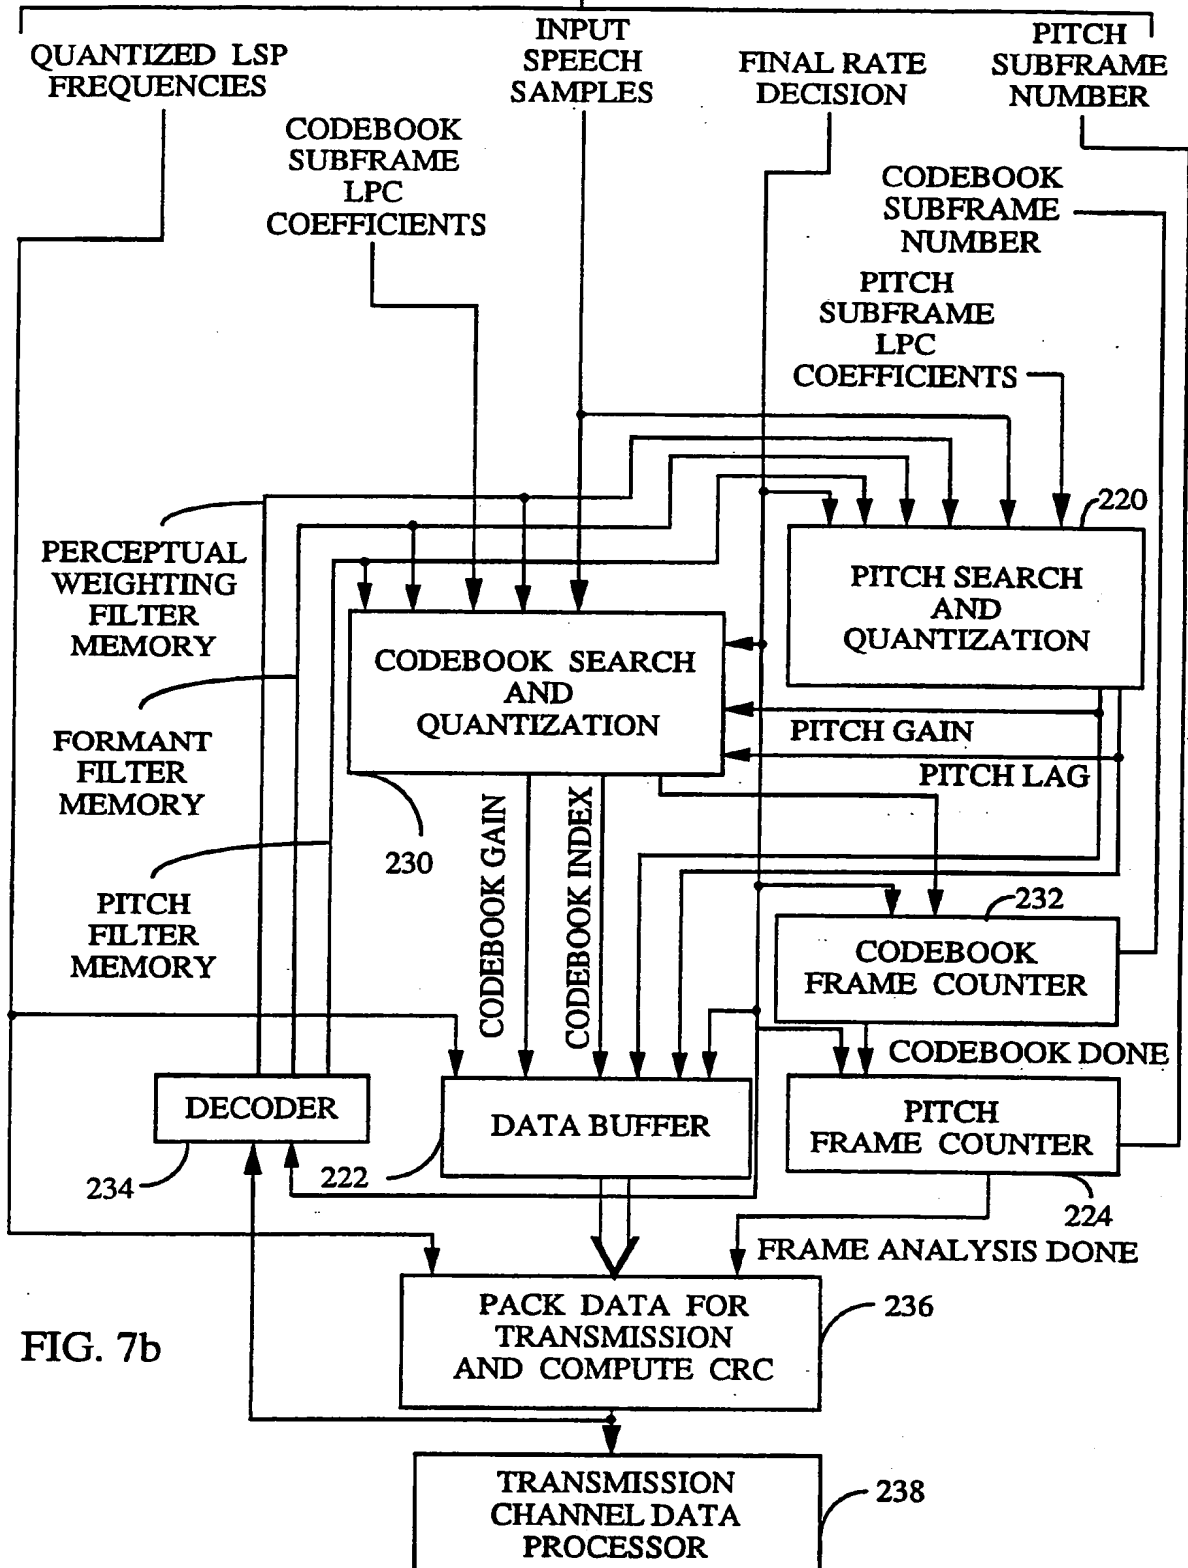 QUANTIZED LSP
FREQUENCIES
INPUT
SPEECH
SAMPLES
FINAL RATE
DECISION
PITCH
SUBFRAME
NUMBER
CODEBOOK
SUBFRAME
LPC
COEFFICIENTS
CODEBOOK
SUBFRAME
NUMBER
PITCH
SUBFRAME
LPC
COEFFICIENTS
220
PERCEPTUAL
WEIGHTING
FILTER
MEMORY
PITCH SEARCH
AND
QUANTIZATION
CODEBOOK SEARCH
AND
QUANTIZATION
PITCH GAIN
PITCH LAG
FORMANT
FILTER
MEMORY
230
CODEBOOK GAIN
CODEBOOK INDEX
PITCH
FILTER
MEMORY
232
CODEBOOK
FRAME COUNTER
CODEBOOK DONE
DECODER
234
222
DATA BUFFER
PITCH
FRAME COUNTER
224
FRAME ANALYSIS DONE
PACK DATA FOR
TRANSMISSION
AND COMPUTE CRC
236
FIG. 7b
TRANSMISSION
CHANNEL DATA
PROCESSOR
238